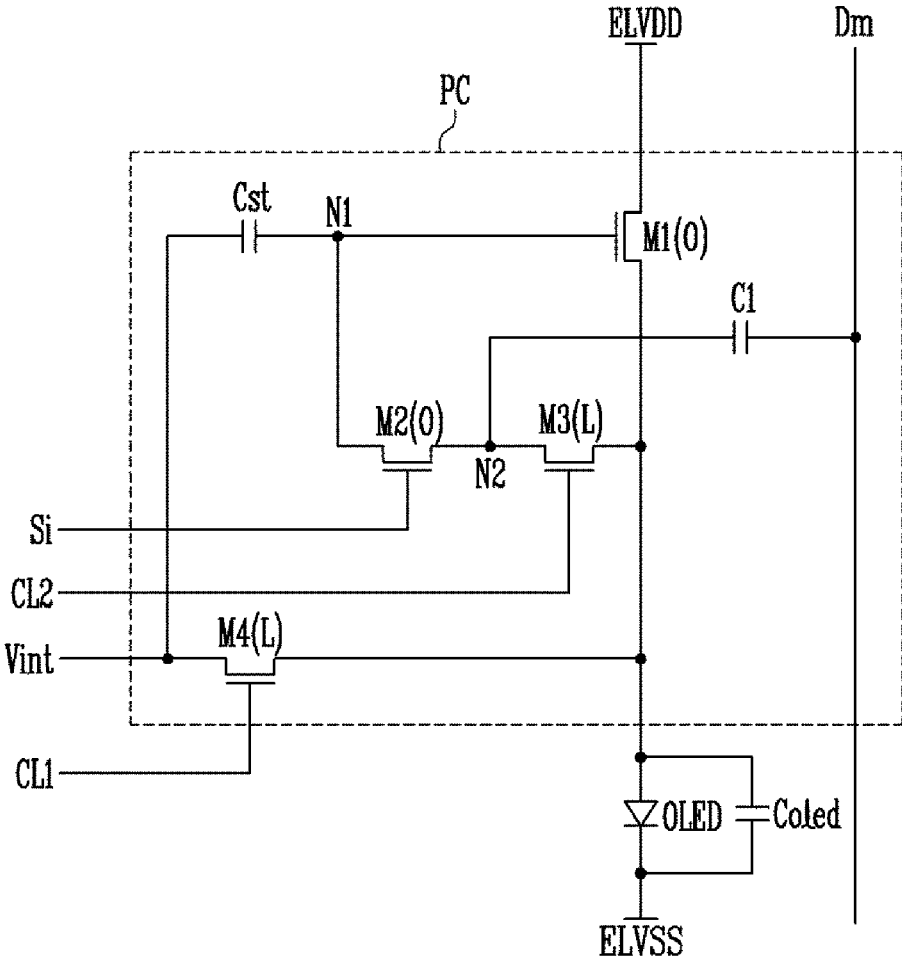 ELVDD
Dm
PC
Cst
N1
M1(O)
C1
M2(O)
M3(L)
N2
Si
CL2
M4(L)
Vint
CL1
OLED
Coled
ELVSS